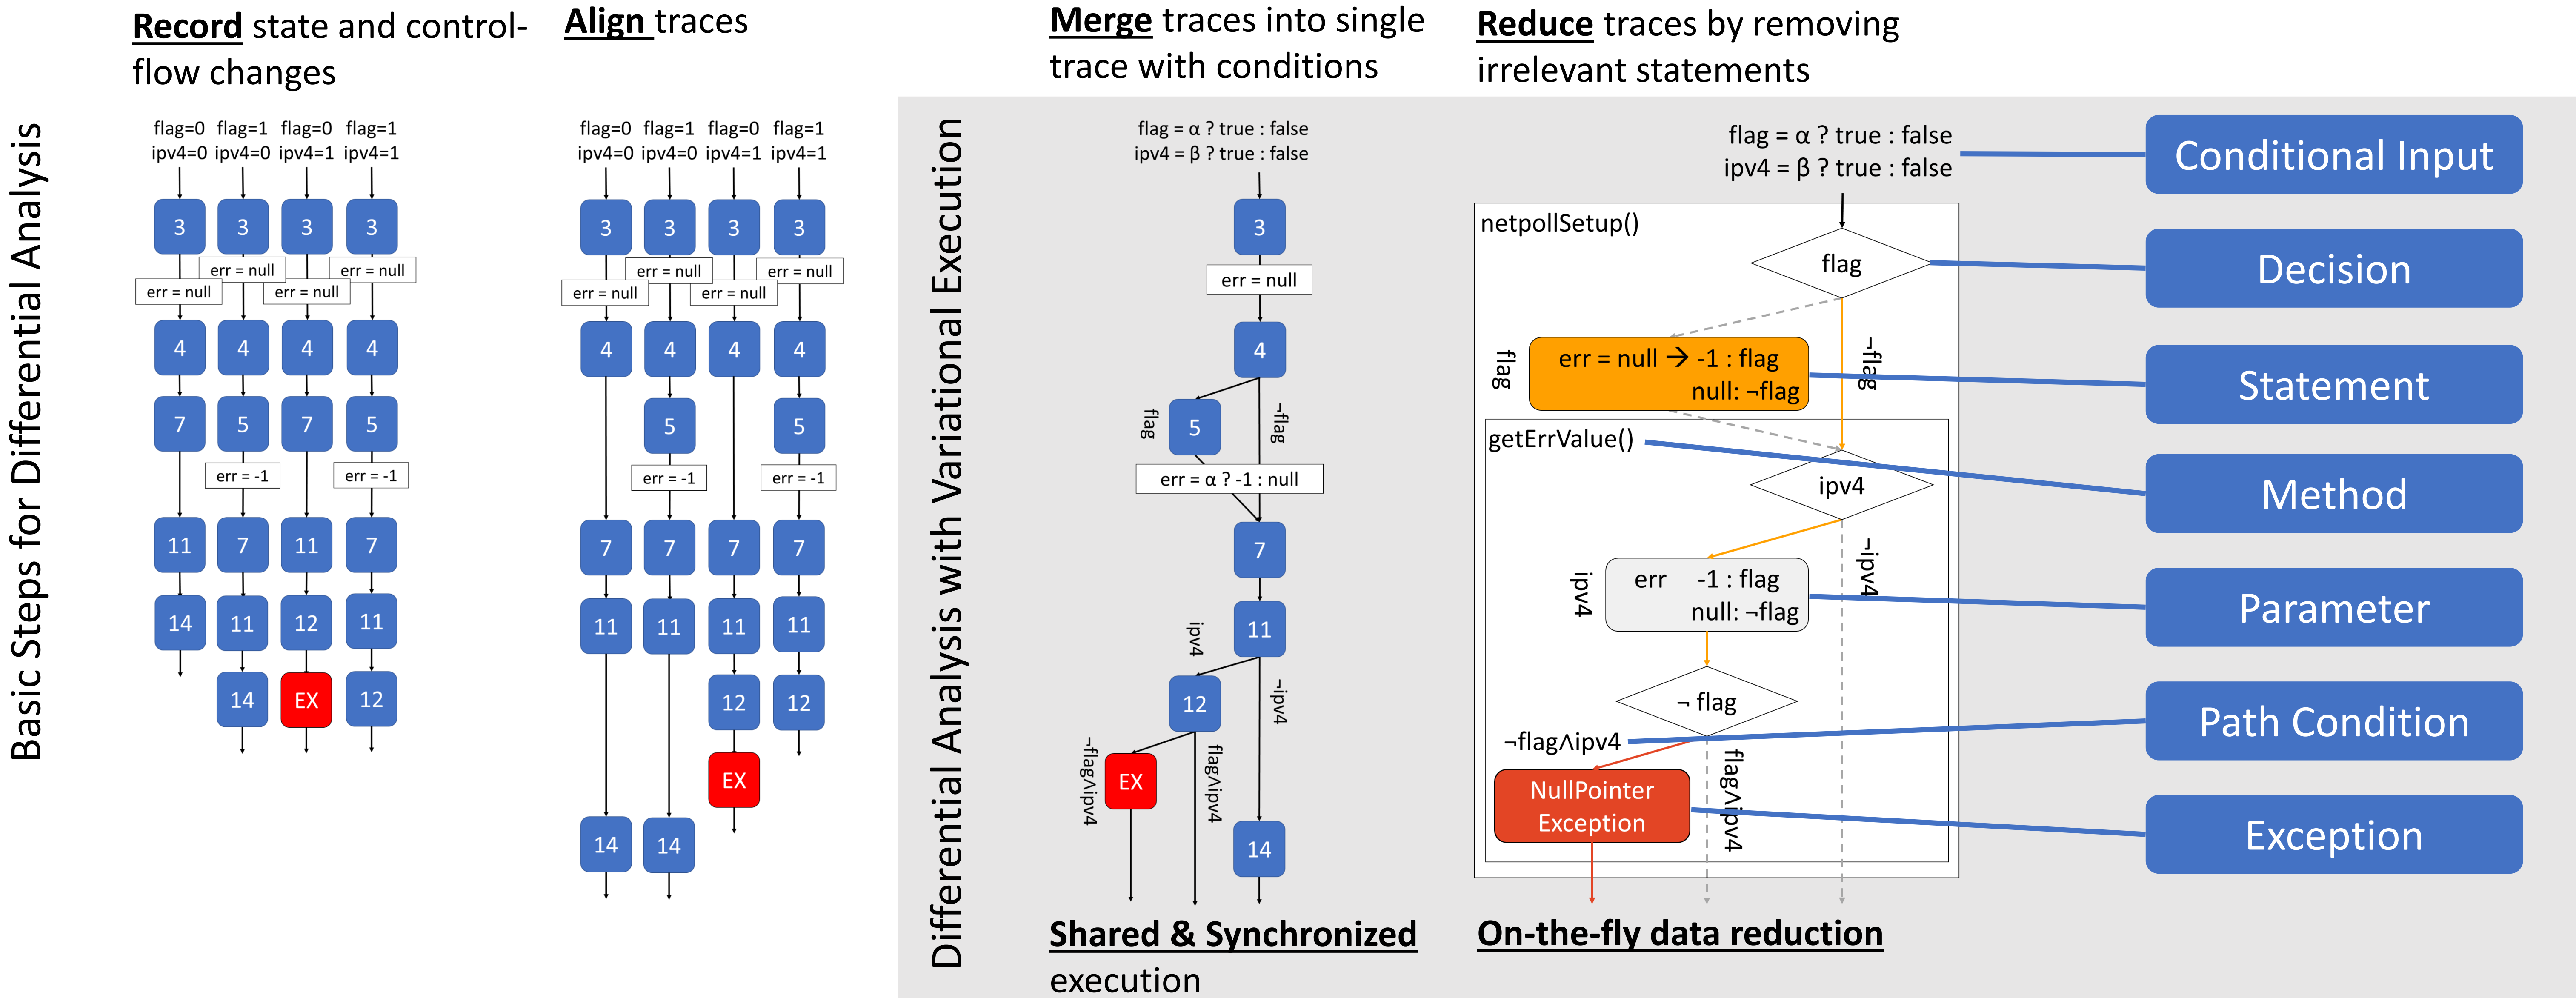 Basic Steps for Differential Analysis
Record state and control-
flow changes
flag=0 flag=1 flag=0 flag=1
ipv4=0 ipv4=0 ipv4=1 ipv4=1
3 3 3 3
err = null err = null
err = null err = null
4 4 4 4
7 5 7 5
err = -1 err = -1
11 7 11 7
14 11 12 11
14 EX 12
Align traces
flag=0 flag=1 flag=0 flag=1
ipv4=0 ipv4=0 ipv4=1 ipv4=1
3 3 3 3
err = null err = null
err = null err = null
4 4 4 4
5 5
err = -1 err = -1
7 7 7 7
11 11 11 11
12 12
EX
14 14
Differential Analysis with Variational Execution
Merge traces into single
trace with conditions
flag = α ? true : false
ipv4 = β ? true : false
3
err = null
4
flag 5 ¬flag
err = α ? -1 : null
7
11
ipv4
12 ¬ipv4
¬flag⋀ipv4 EX flag⋀ipv4
14
Shared & Synchronized
execution
Reduce traces by removing
irrelevant statements
flag = α ? true : false
ipv4 = β ? true : false
netpollSetup()
flag
flag
err = null → -1 : flag
null: ¬flag
¬flag
getErrValue()
ipv4
ipv4
err -1 : flag
null: ¬flag
¬ipv4
¬ flag
¬flag⋀ipv4
NullPointer
Exception
flag⋀ipv4
On-the-fly data reduction
Conditional Input
Decision
Statement
Method
Parameter
Path Condition
Exception